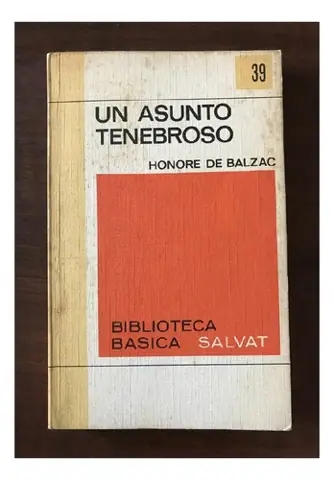 39
UN ASUNTO
TENEBROSO
HONORE DE BALZAC
BIBLIOTECA
BASICA SALVAT